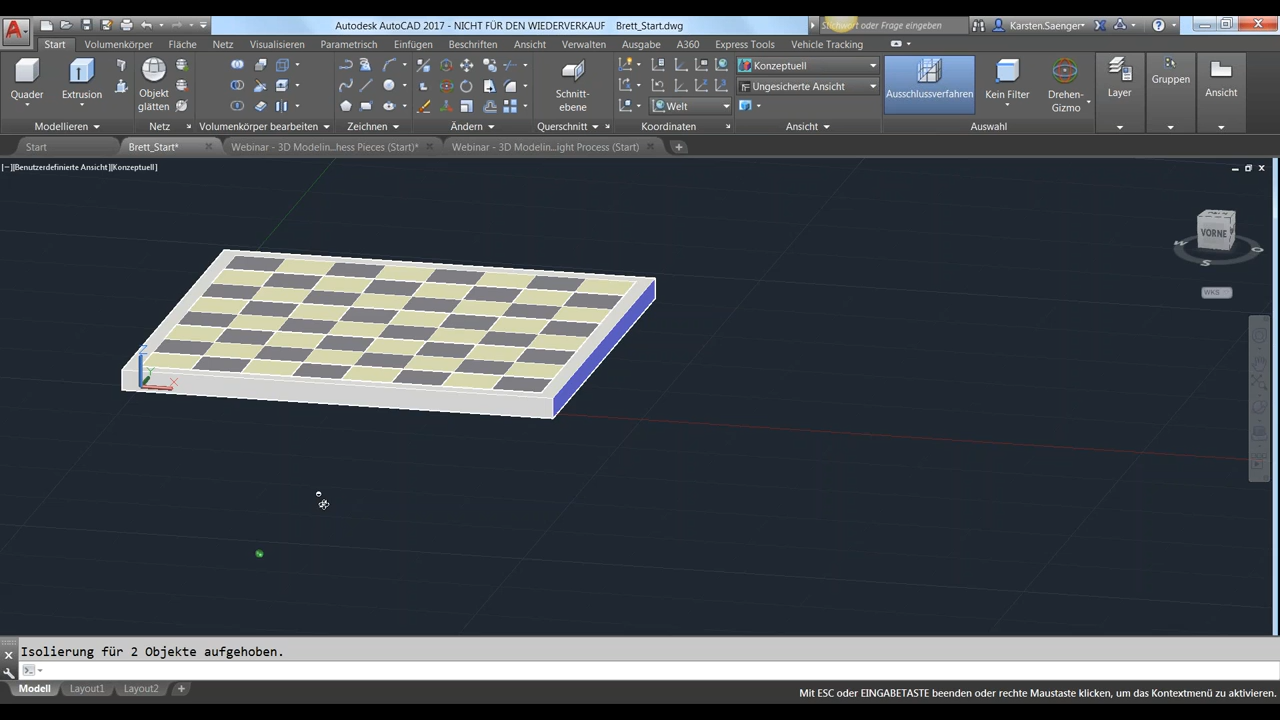 Autodesk AutoCAD 2017 - NICHT FÜR DEN WIEDERVERKAUF Brett_Start.dwg
Stichwort oder Frage eingeben
Karsten.Saenger
Start Volumenkörper Fläche Netz Visualisieren Parametrisch Einfügen Beschriften Ansicht Verwalten Ausgabe A360 Express Tools Vehicle Tracking
Quader
Extrusion
Objekt
glätten
Schnitt-
ebene
Welt
Konzeptuell
Ungesicherte Ansicht
Ausschlussverfahren
Kein Filter
Drehen-
Gizmo
Layer
Gruppen
Ansicht
Modellieren Netz Volumenkörper bearbeiten Zeichnen Ändern Querschnitt Koordinaten Ansicht Auswahl
Start Brett_Start* Webinar - 3D Modelin...hess Pieces (Start)* Webinar - 3D Modelin...ight Process (Start)
[−][Benutzerdefinierte Ansicht][Konzeptuell]
VORNE
W
O
S
WKS
Z
Y
X
Isolierung für 2 Objekte aufgehoben.
Modell Layout1 Layout2 +
Mit ESC oder EINGABETASTE beenden oder rechte Maustaste klicken, um das Kontextmenü zu aktivieren.